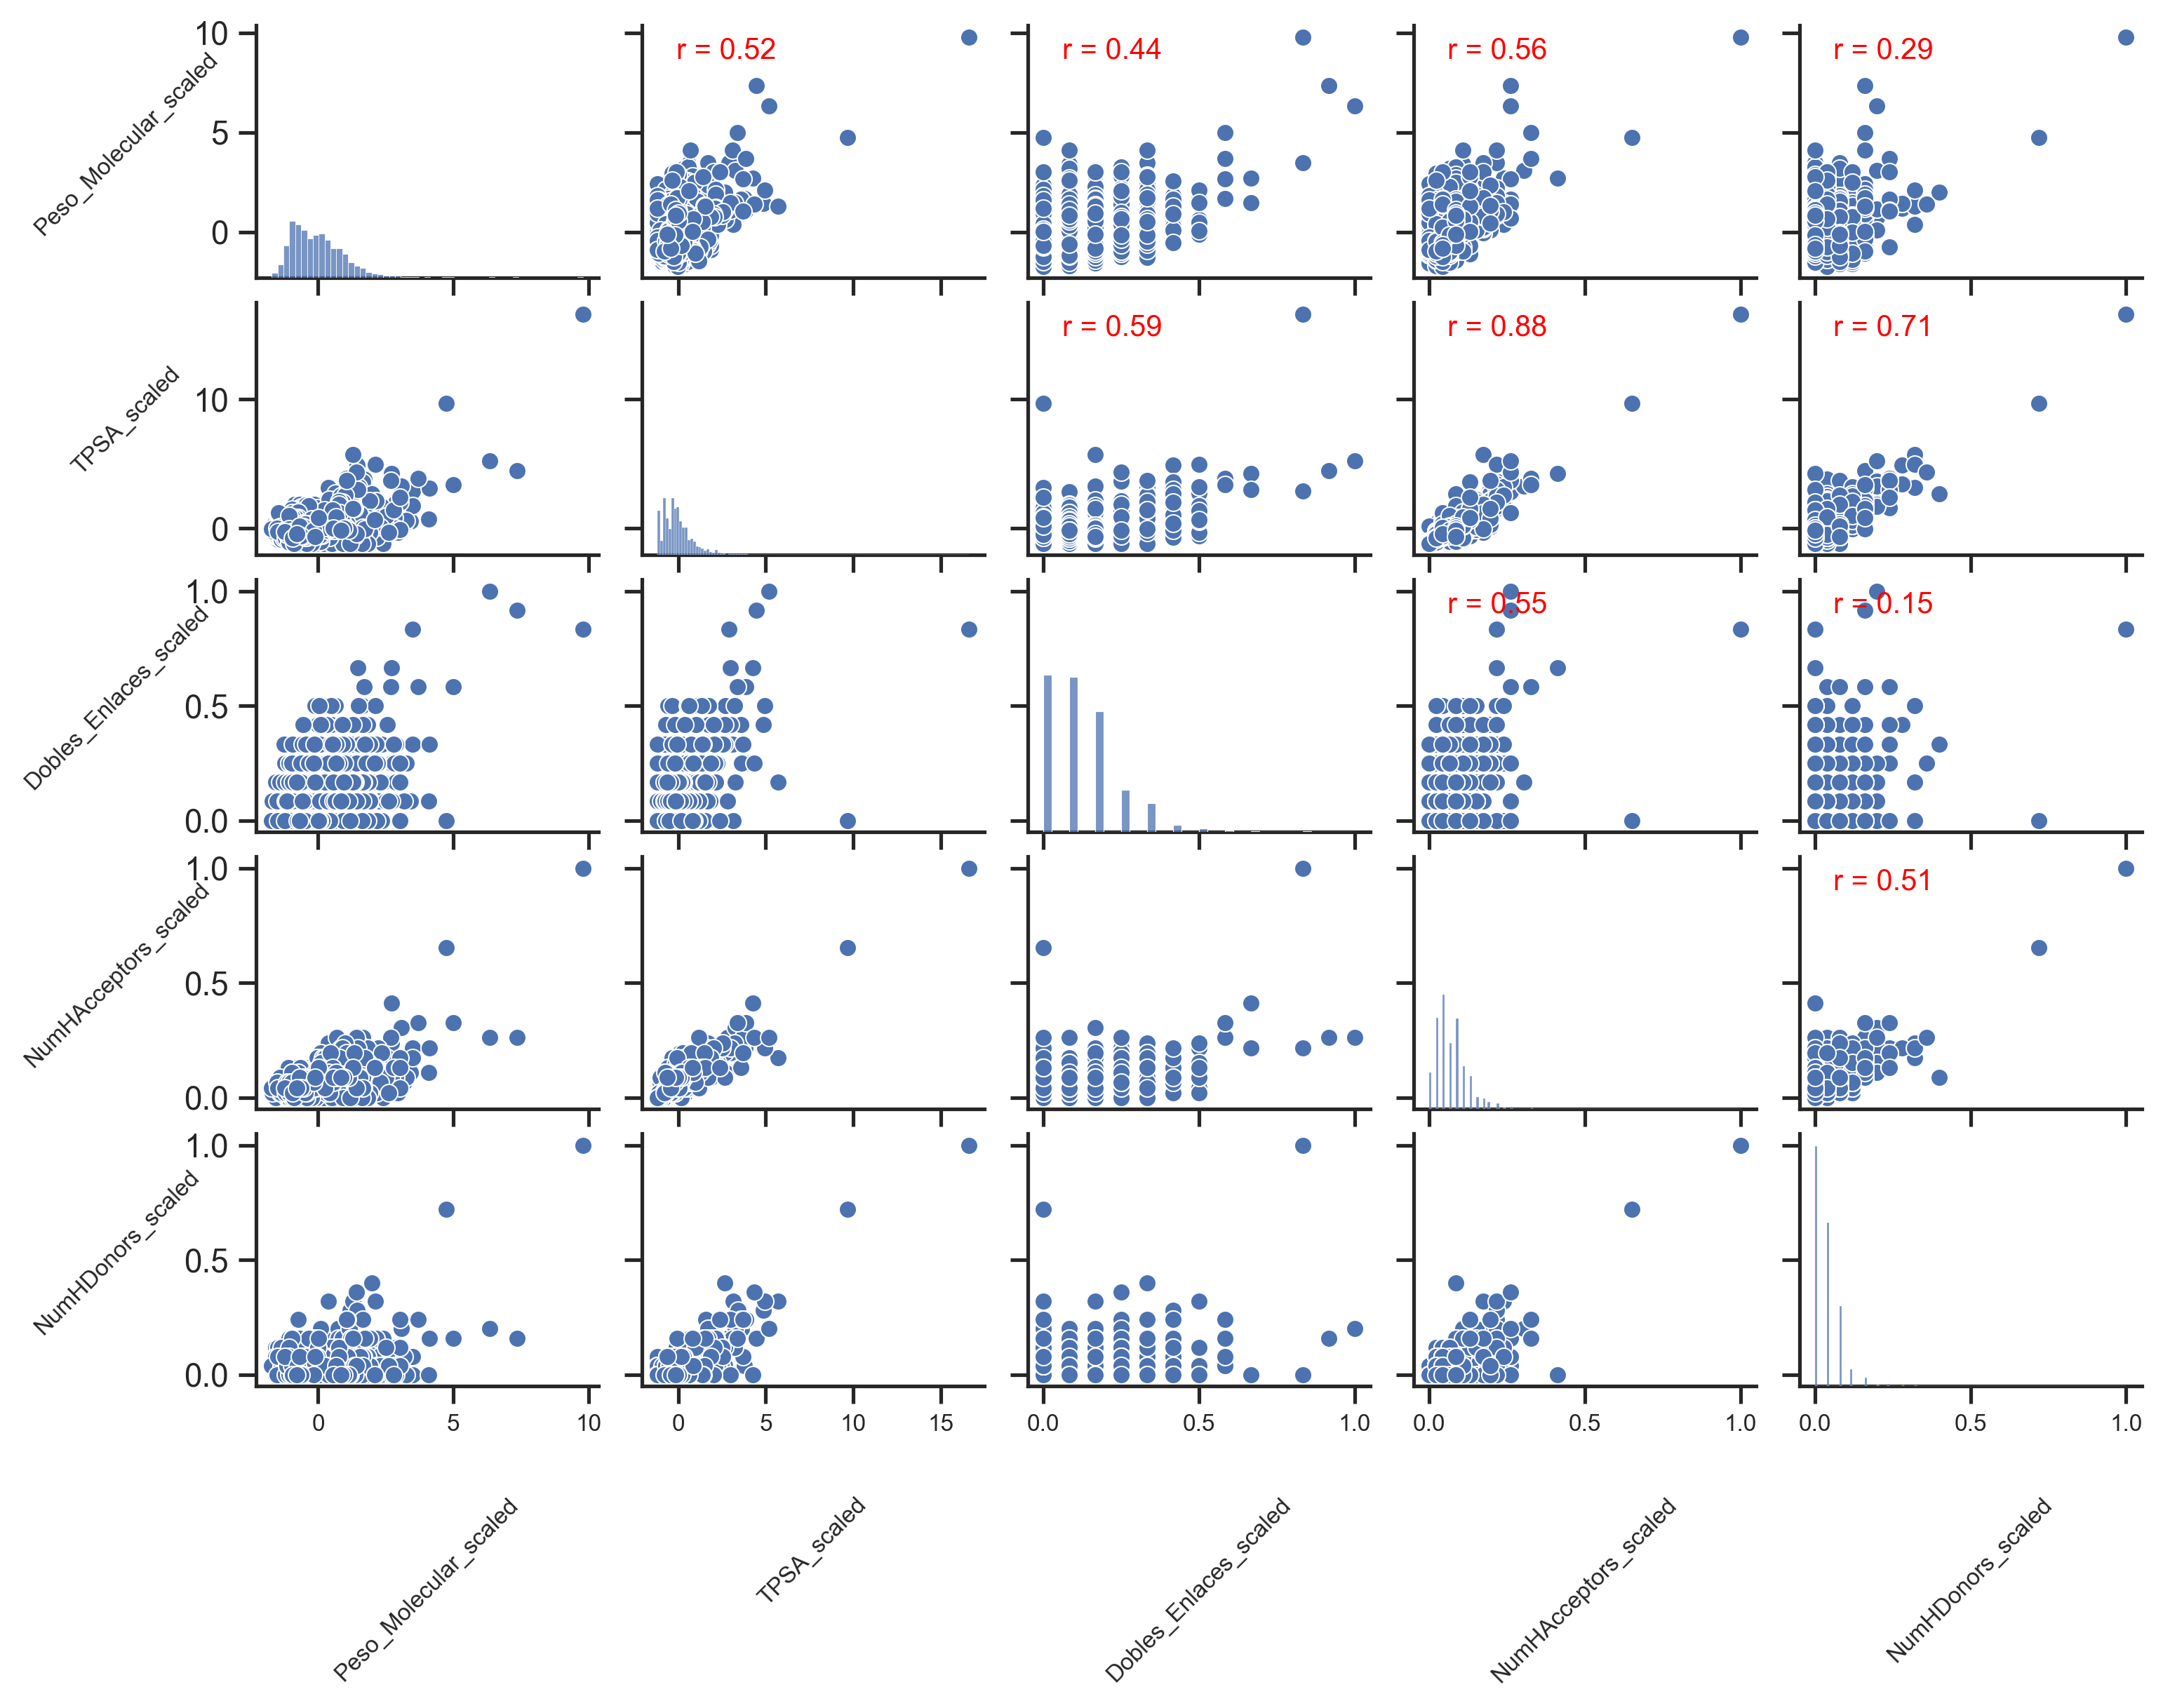 10
5
0
Peso_Molecular_scaled
r = 0.52
r = 0.44
r = 0.56
r = 0.29
0
5
10
10
0
TPSA_scaled
r = 0.59
r = 0.88
r = 0.71
1.0
0.5
0.0
Dobles_Enlaces_scaled
r = 0.55
r = 0.15
1.0
0.5
0.0
NumHAcceptors_scaled
r = 0.51
1.0
0.5
0.0
NumHDonors_scaled
0 5 10
0 5 10 15
0.0 0.5 1.0
0.0 0.5 1.0
0.0 0.5 1.0
Peso_Molecular_scaled
TPSA_scaled
Dobles_Enlaces_scaled
NumHAcceptors_scaled
NumHDonors_scaled